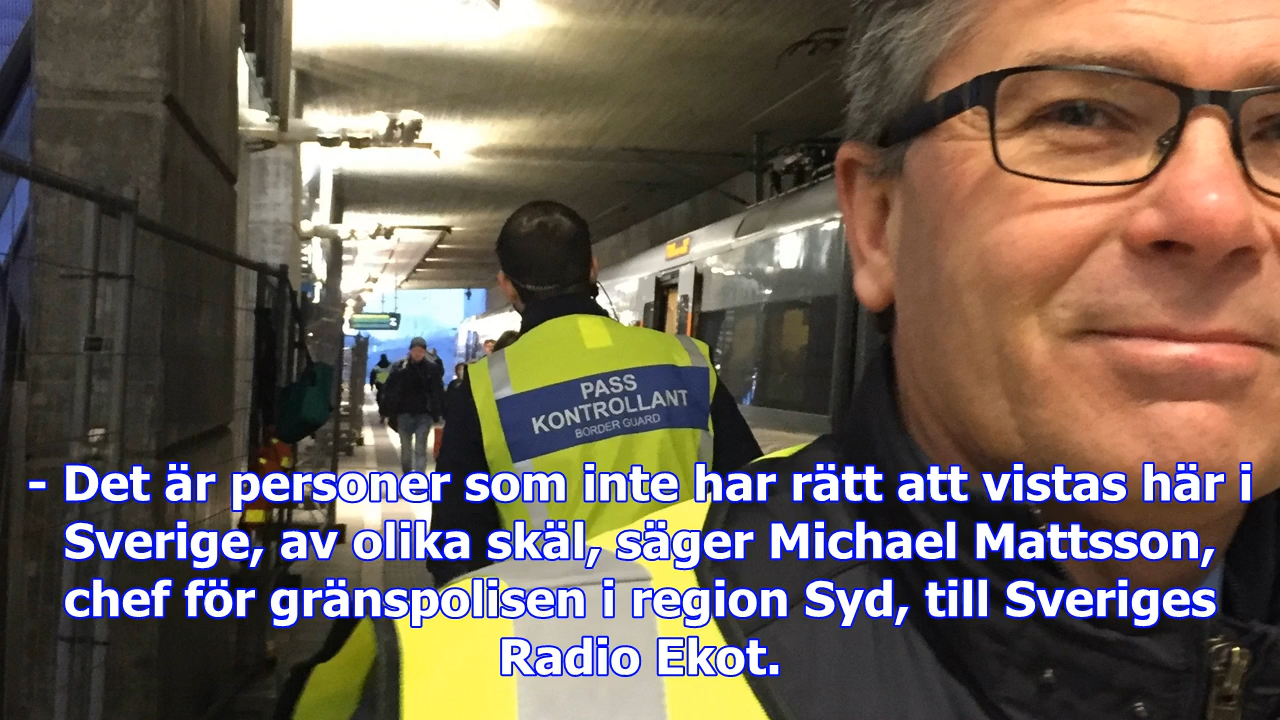 PASS
KONTROLLANT
BORDER GUARD
- Det är personer som inte har rätt att vistas här i
Sverige, av olika skäl, säger Michael Mattsson,
chef för gränspolisen i region Syd, till Sveriges
Radio Ekot.